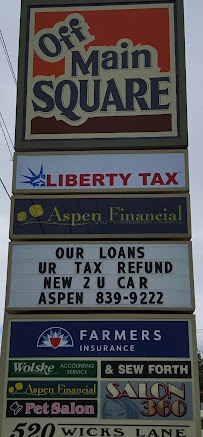 Off
Main
SQUARE
LIBERTY TAX
Aspen Financial
OUR LOANS
UR TAX REFUND
NEW 2 U CAR
ASPEN 839-9222
FARMERS
INSURANCE
Wolske ACCOUNTING SERVICE
& SEW FORTH
Aspen Financial
SALON
360
Pet Salon
520 WICKS LANE